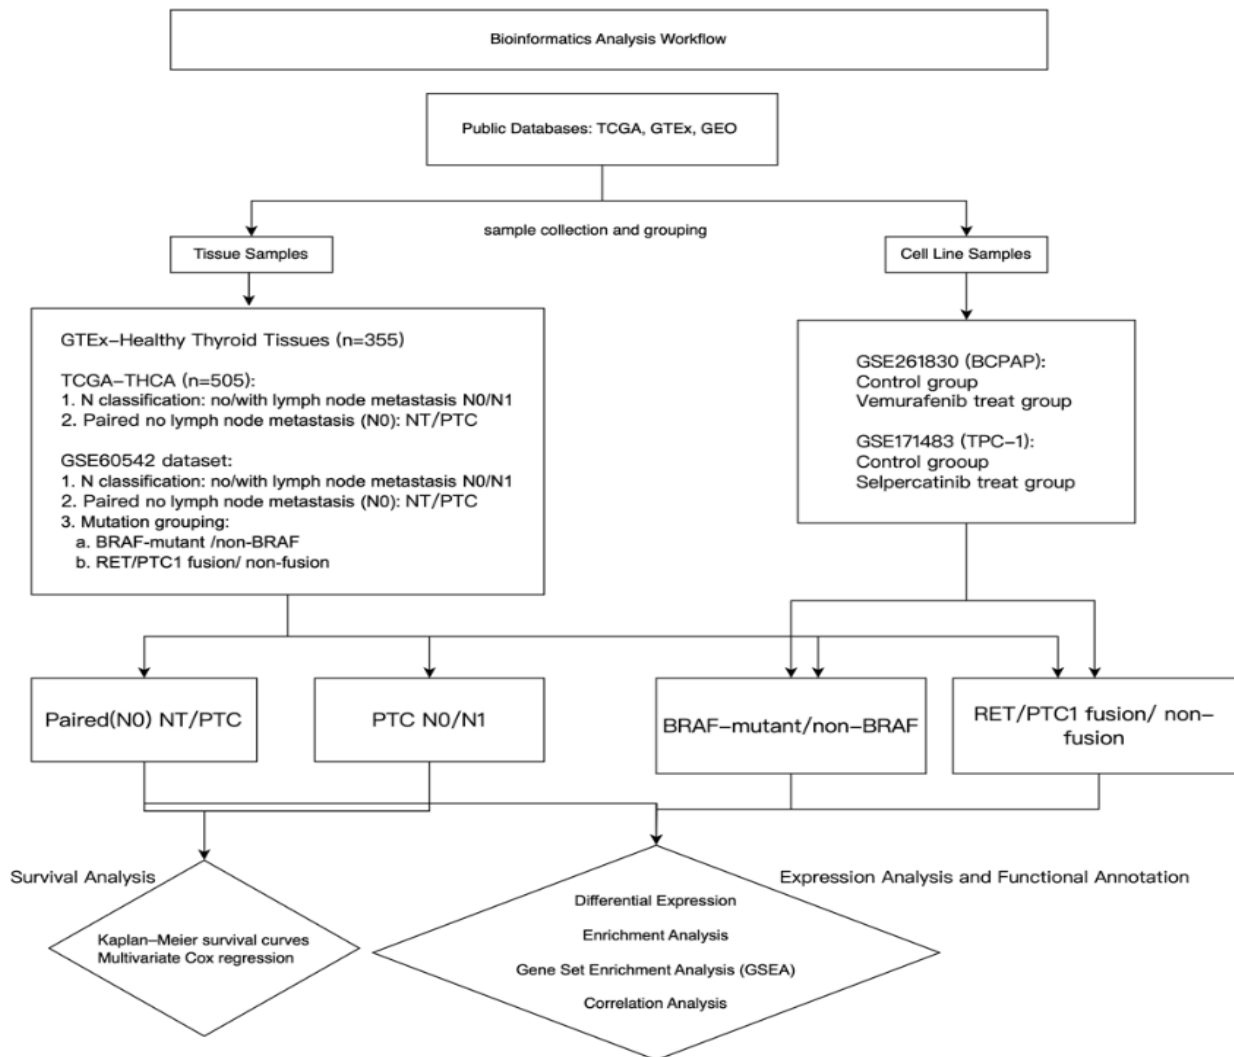 Bioinformatics Analysis Workflow
Public Databases: TCGA, GTEx, GEO
sample collection and grouping
Tissue Samples
Cell Line Samples
GTEx–Healthy Thyroid Tissues (n=355)
TCGA–THCA (n=505):
1. N classification: no/with lymph node metastasis N0/N1
2. Paired no lymph node metastasis (N0): NT/PTC
GSE60542 dataset:
1. N classification: no/with lymph node metastasis N0/N1
2. Paired no lymph node metastasis (N0): NT/PTC
3. Mutation grouping:
a. BRAF-mutant /non-BRAF
b. RET/PTC1 fusion/ non-fusion
GSE261830 (BCPAP):
Control group
Vemurafenib treat group
GSE171483 (TPC–1):
Control grooup
Selpercatinib treat group
Paired(N0) NT/PTC
PTC N0/N1
BRAF–mutant/non–BRAF
RET/PTC1 fusion/ non–
fusion
Survival Analysis
Kaplan–Meier survival curves
Multivariate Cox regression
Expression Analysis and Functional Annotation
Differential Expression
Enrichment Analysis
Gene Set Enrichment Analysis (GSEA)
Correlation Analysis